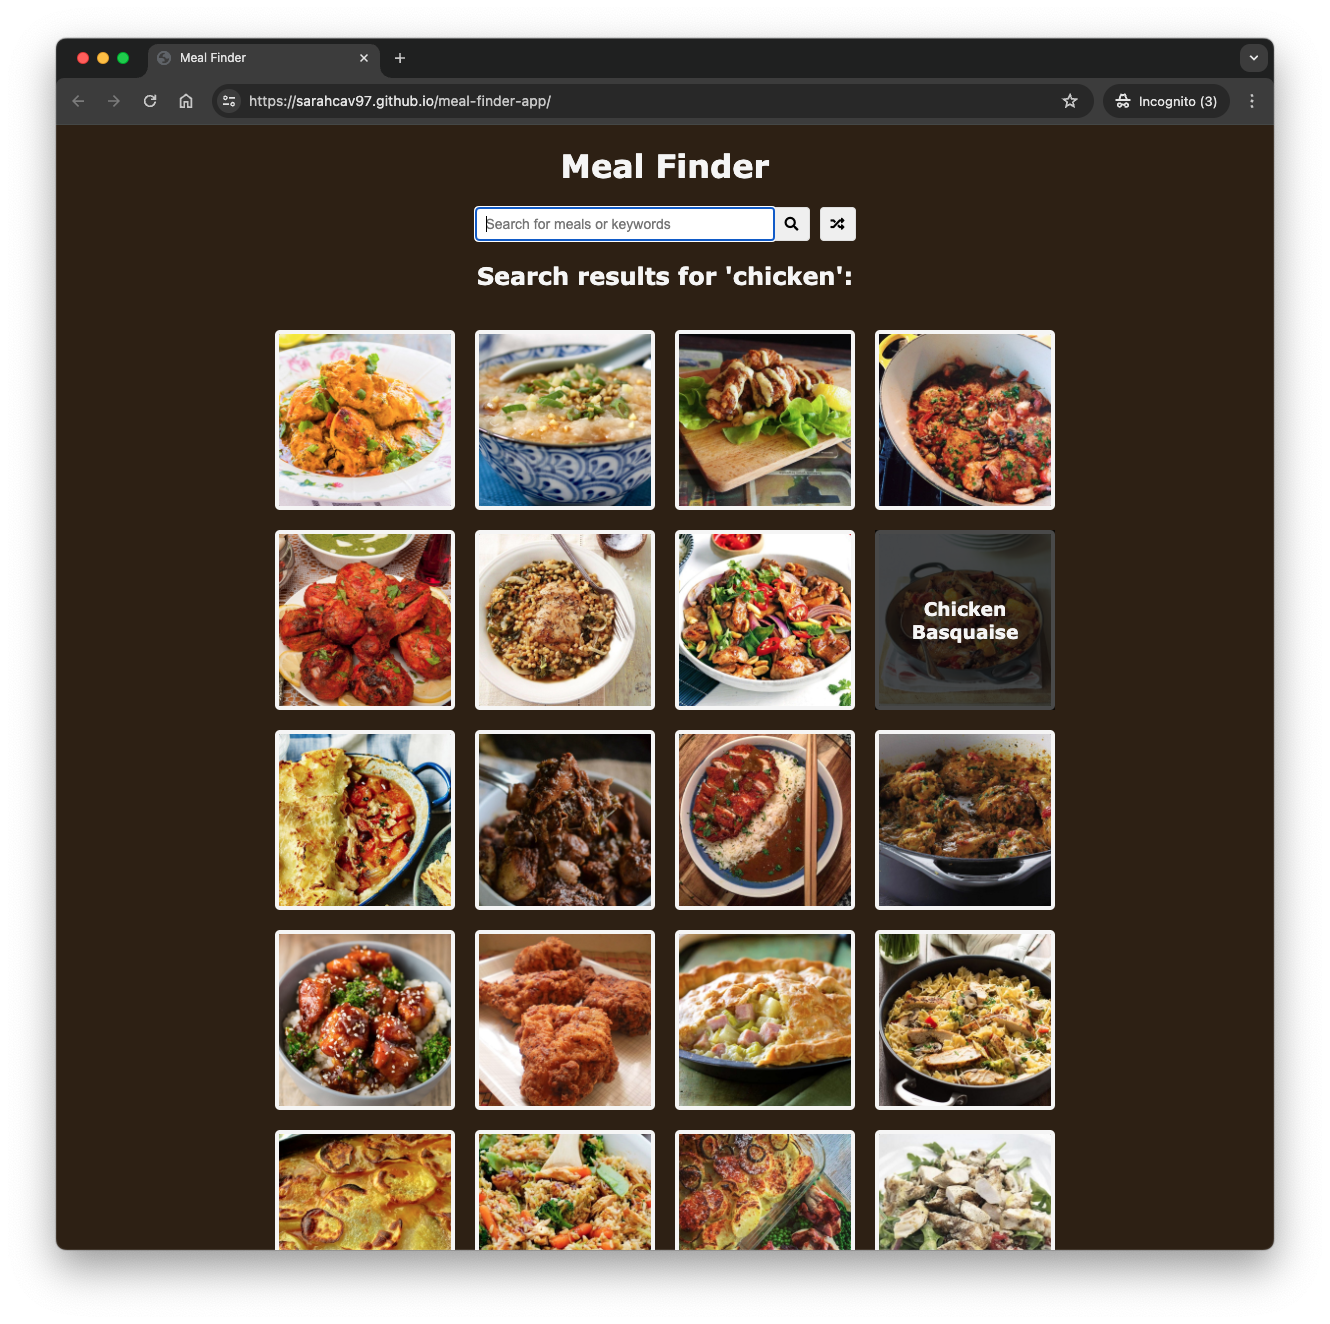 Meal Finder
https://sarahcav97.github.io/meal-finder-app/
Incognito (3)
Meal Finder
Search for meals or keywords
Search results for 'chicken':
Chicken
Basquaise